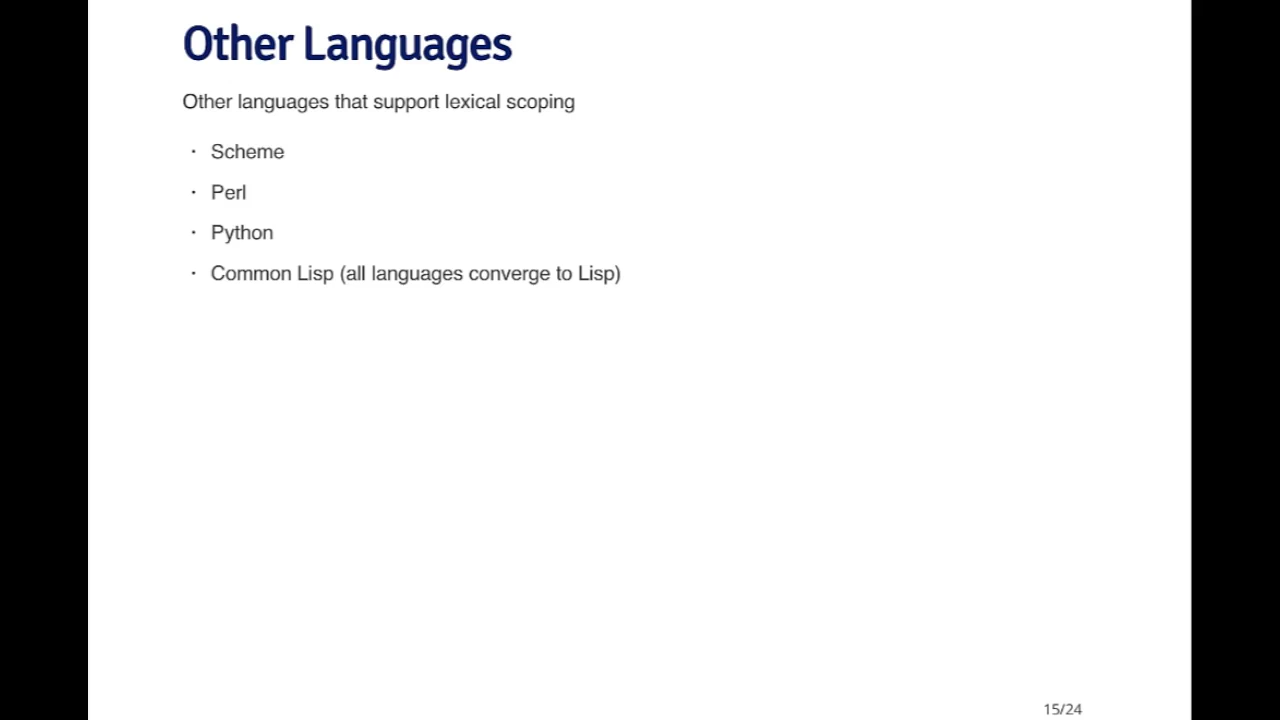 Other Languages
Other languages that support lexical scoping
· Scheme
· Perl
· Python
· Common Lisp (all languages converge to Lisp)
15/24